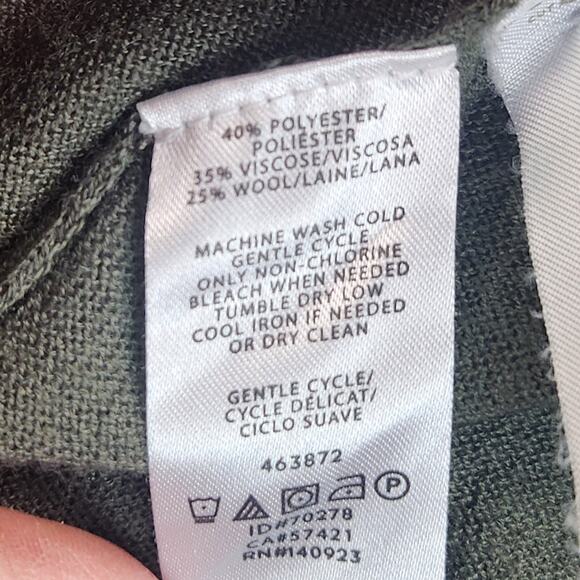 40% POLYESTER/
POLIÉSTER
35% VISCOSE/VISCOSA
25% WOOL/LAINE/LANA
MACHINE WASH COLD
GENTLE CYCLE
ONLY NON-CHLORINE
BLEACH WHEN NEEDED
TUMBLE DRY LOW
COOL IRON IF NEEDED
OR DRY CLEAN
GENTLE CYCLE/
CYCLE DÉLICAT/
CICLO SUAVE
463872
P
ID#70278
CA#57421
RN#140923